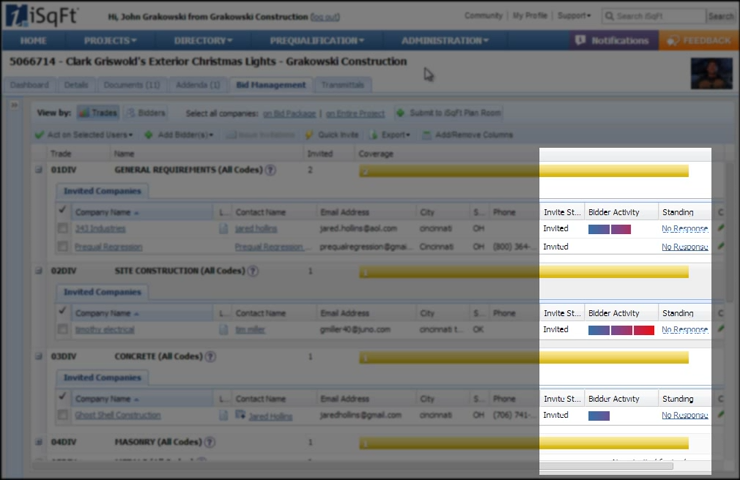 iSqFt
Hi, John Grakowski from Grakowski Construction (log out)
Community My Profile Support
Search iSqFt Search
HOME PROJECTS DIRECTORY PREQUALIFICATION ADMINISTRATION Notifications FEEDBACK
5066714 - Clark Griswold's Exterior Christmas Lights - Grakowski Construction
Dashboard Details Documents (11) Addenda (1) Bid Management Transmittals
View by: Trades Bidders Select all companies: on Bid Package | on Entire Project Submit to iSqFt Plan Room
Act on Selected Users Add Bidder(s) Issue Invitations Quick Invite Export Add/Remove Columns
Trade Name Invited Coverage
01DIV GENERAL REQUIREMENTS (All Codes) ? 2 2
Invited Companies
Company Name L... Contact Name Email Address City S... Phone Invite St... Bidder Activity Standing
343 Industries jared hollins jared.hollins@aol.com cincinnati OH Invited No Response
Prequal Regression Prequal Regression prequalregression@gmai... Cincinnati OH (800) 364-... Invited No Response
02DIV SITE CONSTRUCTION (All Codes) ? 1 1
Invited Companies
Company Name L... Contact Name Email Address City S... Phone Invite St... Bidder Activity Standing
timothy electrical tim miller gmiller40@juno.com cincinnati t... OK Invited No Response
03DIV CONCRETE (All Codes) ? 1 1
Invited Companies
Company Name L... Contact Name Email Address City S... Phone Invite St... Bidder Activity Standing
Ghost Shell Construction Jared Hollins jaredhollins@gmail.com cincinnati OH (706) 741-... Invited No Response
04DIV MASONRY (All Codes) ? 1 1